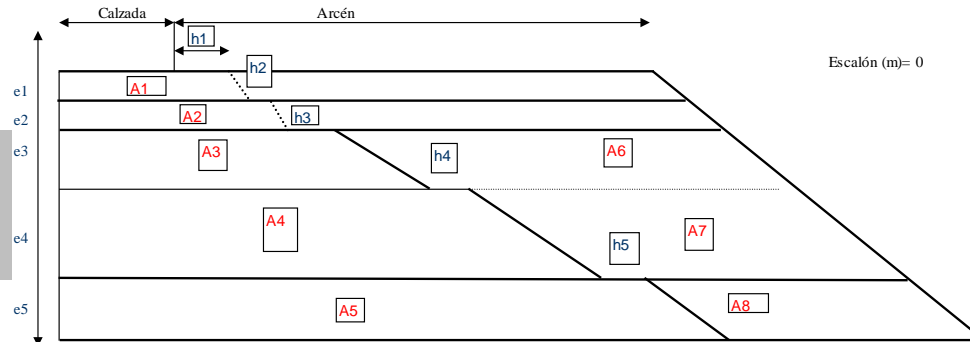 Calzada
Arcén
h1
h2
Escalón (m)= 0
e1
A1
e2
A2
h3
e3
A3
h4
A6
e4
A4
A7
h5
e5
A5
A8